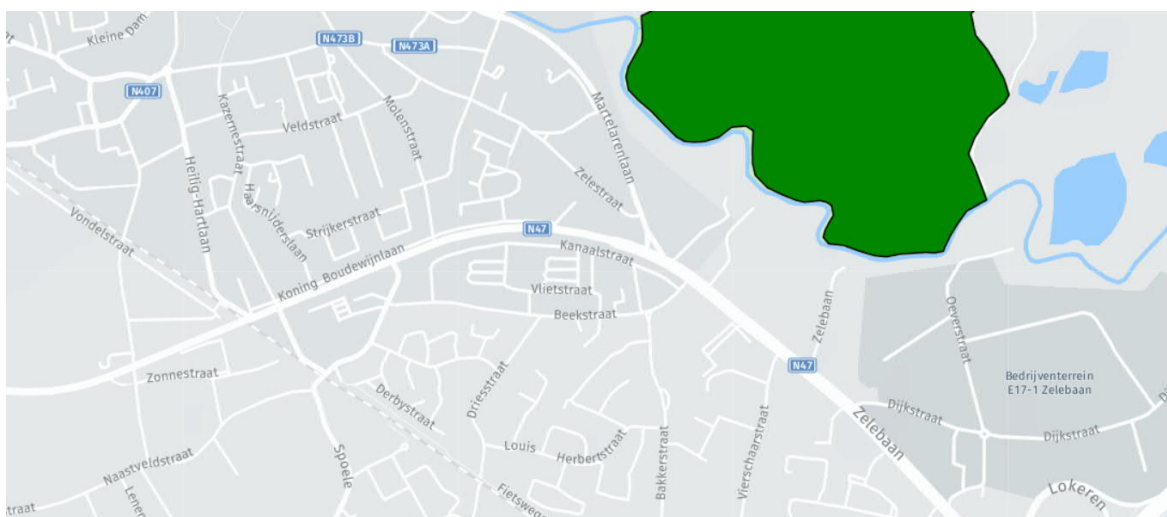 Kleine Dam
N473B
N473A
N407
Kazernestraat
Veldstraat
Molenstraat
Martelarenlaan
Heilig-Hartlaan
Haarsnijderslaan
Zelestraat
Vondelstraat
Strijkerstraat
N47
Kanaalstraat
Koning Boudewijnlaan
Vlietstraat
Beekstraat
Zelebaan
Oeverstraat
Zonnestraat
N47
Bedrijventerrein
E17-1 Zelebaan
Derbystraat
Driesstraat
Dijkstraat
Zelebaan
Dijkstraat
Louis
Herbertstraat
Bakkerstraat
Vierschaarstraat
Naastveldstraat
Spoele
Lokeren
traat